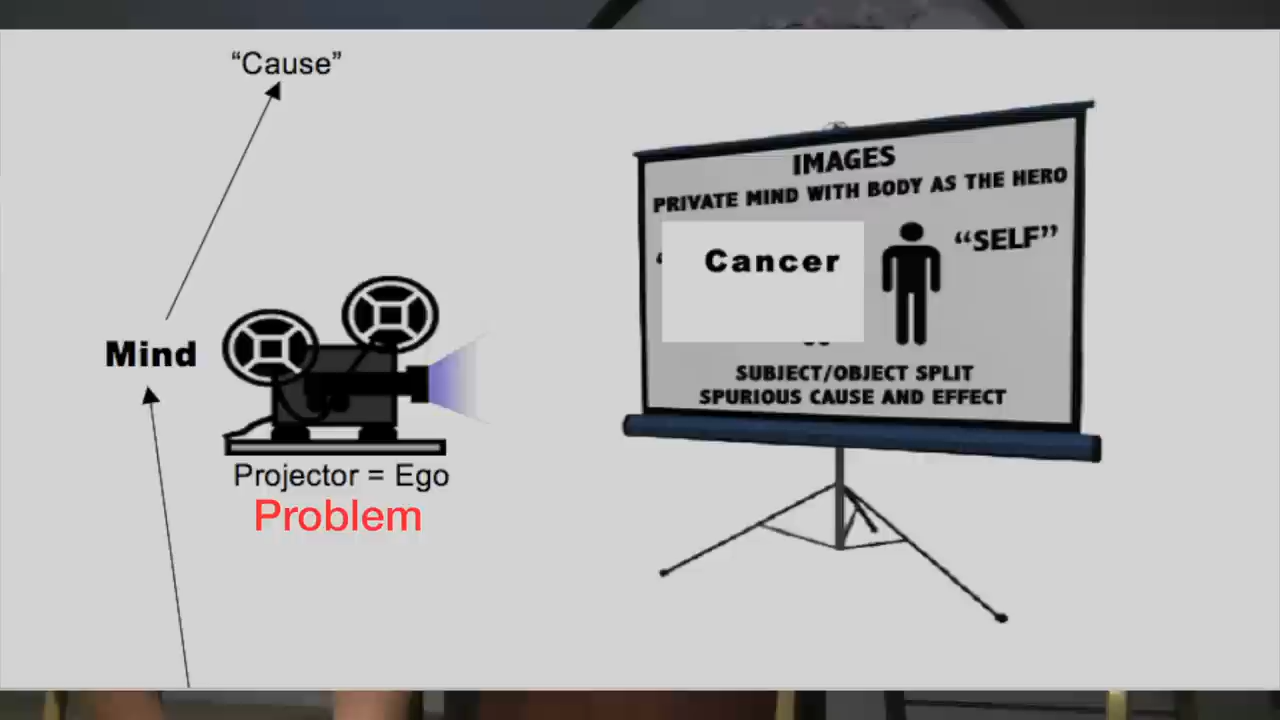 “Cause”
IMAGES
PRIVATE MIND WITH BODY AS THE HERO
Cancer
“SELF”
Mind
SUBJECT/OBJECT SPLIT
SPURIOUS CAUSE AND EFFECT
Projector = Ego
Problem